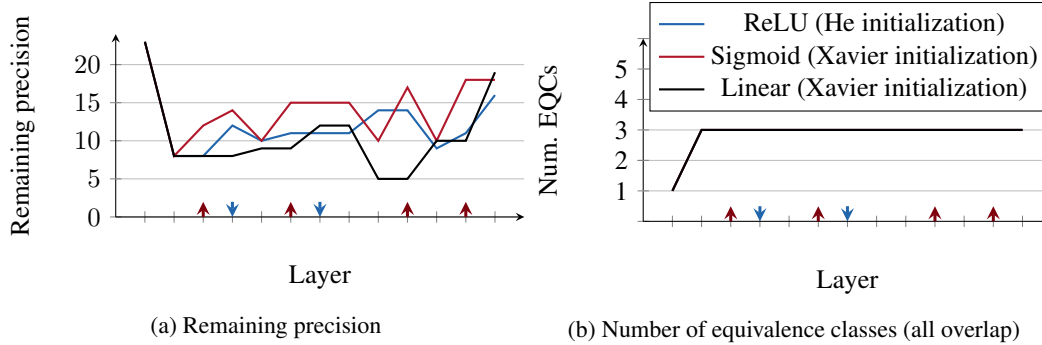 Remaining precision
20
15
10
5
0
Layer
(a) Remaining precision
ReLU (He initialization)
Sigmoid (Xavier initialization)
Linear (Xavier initialization)
Num. EQCs
5
4
3
2
1
Layer
(b) Number of equivalence classes (all overlap)